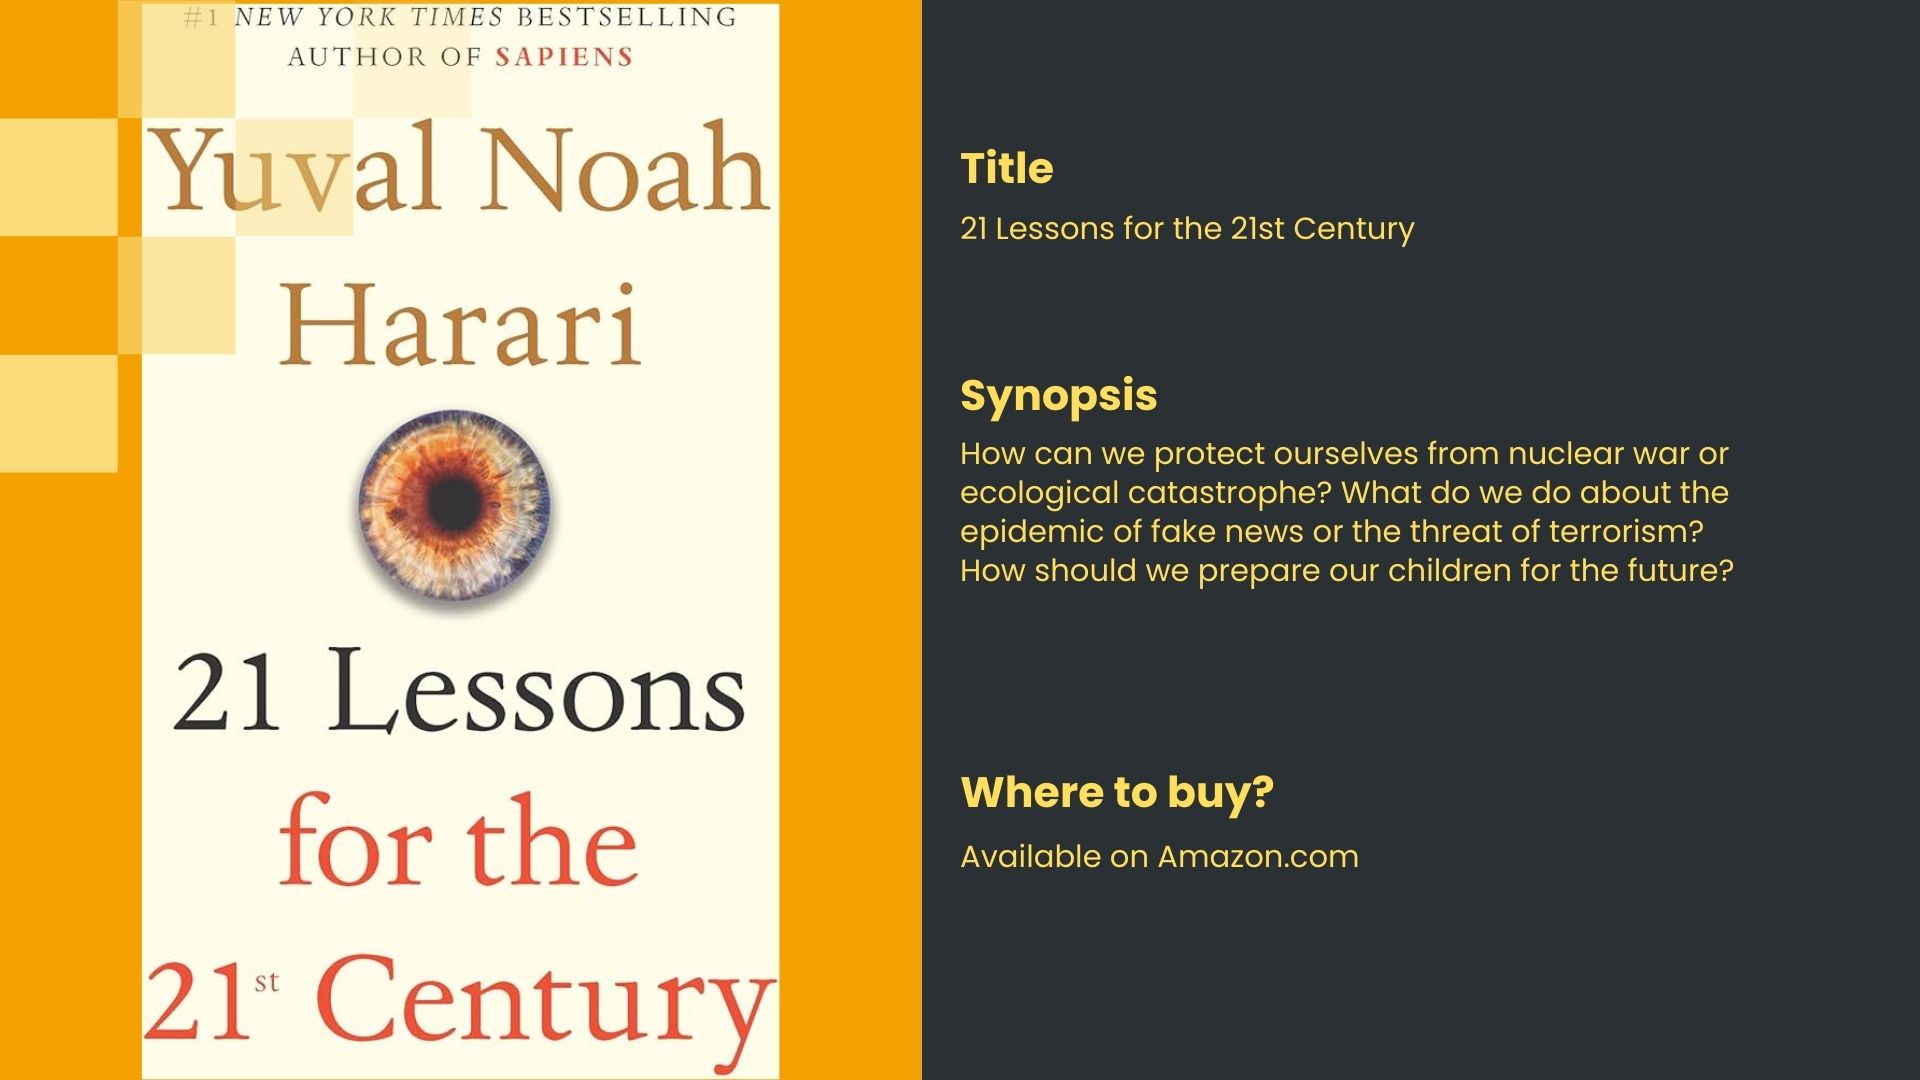 #1 NEW YORK TIMES BESTSELLING
AUTHOR OF SAPIENS
Yuval Noah
Harari
21 Lessons
for the
21st Century
Title
21 Lessons for the 21st Century
Synopsis
How can we protect ourselves from nuclear war or
ecological catastrophe? What do we do about the
epidemic of fake news or the threat of terrorism?
How should we prepare our children for the future?
Where to buy?
Available on Amazon.com